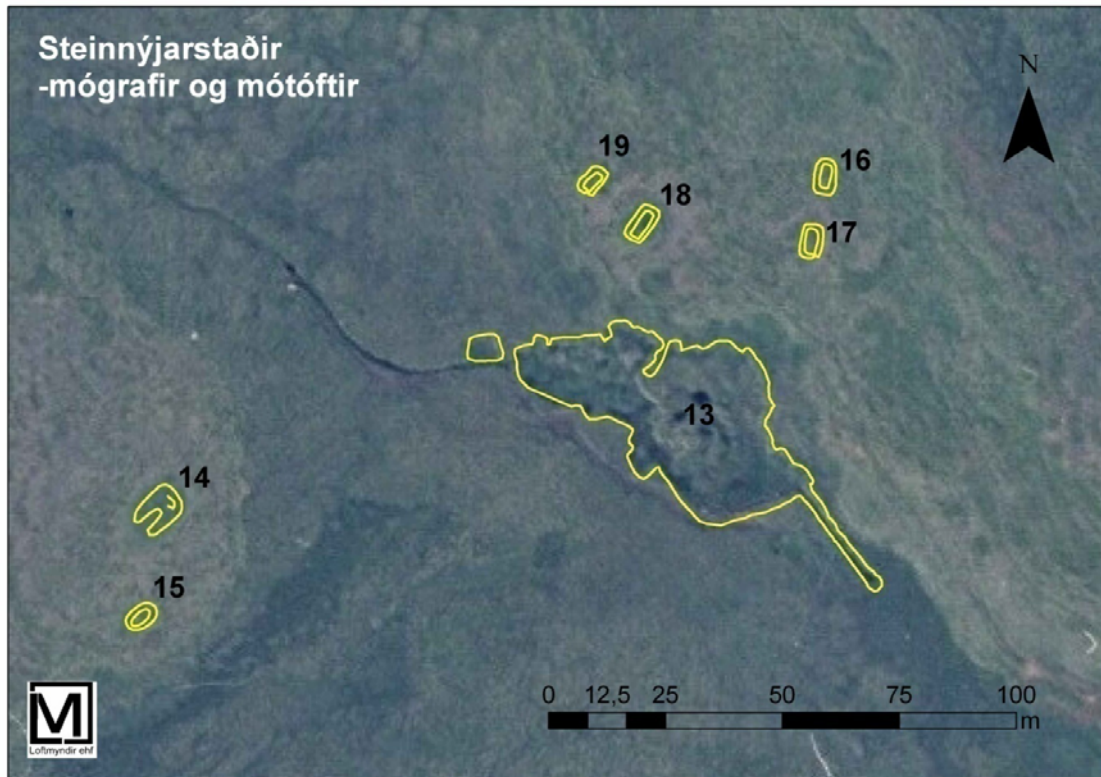 Steinnýjarstaðir
-mógrafir og mótóftir
N
19
16
18
17
13
14
15
0 12,5 25 50 75 100
m
M
Loftmyndir ehf